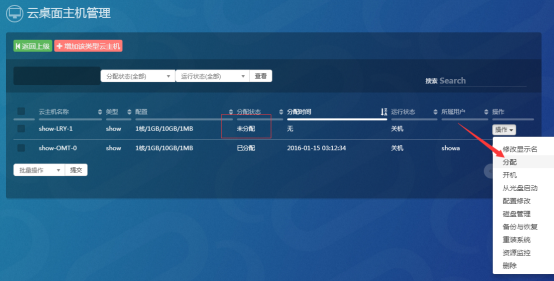 云桌面主机管理
返回上级 增加该类型云主机
分配状态(全部) 运行状态(全部) 查看 搜索 Search
云主机名称 类型 配置 分配状态 分配时间 运行状态 所属用户 操作
show-LRY-1 show 1核/1GB/10GB/1MB 未分配 无 关机 操作
show-OMT-0 show 1核/1GB/10GB/1MB 已分配 2016-01-15 03:12:34 关机 showa
批量操作 提交
修改显示名
分配
开机
从光盘启动
配置修改
磁盘管理
备份与恢复
重装系统
资源监控
删除